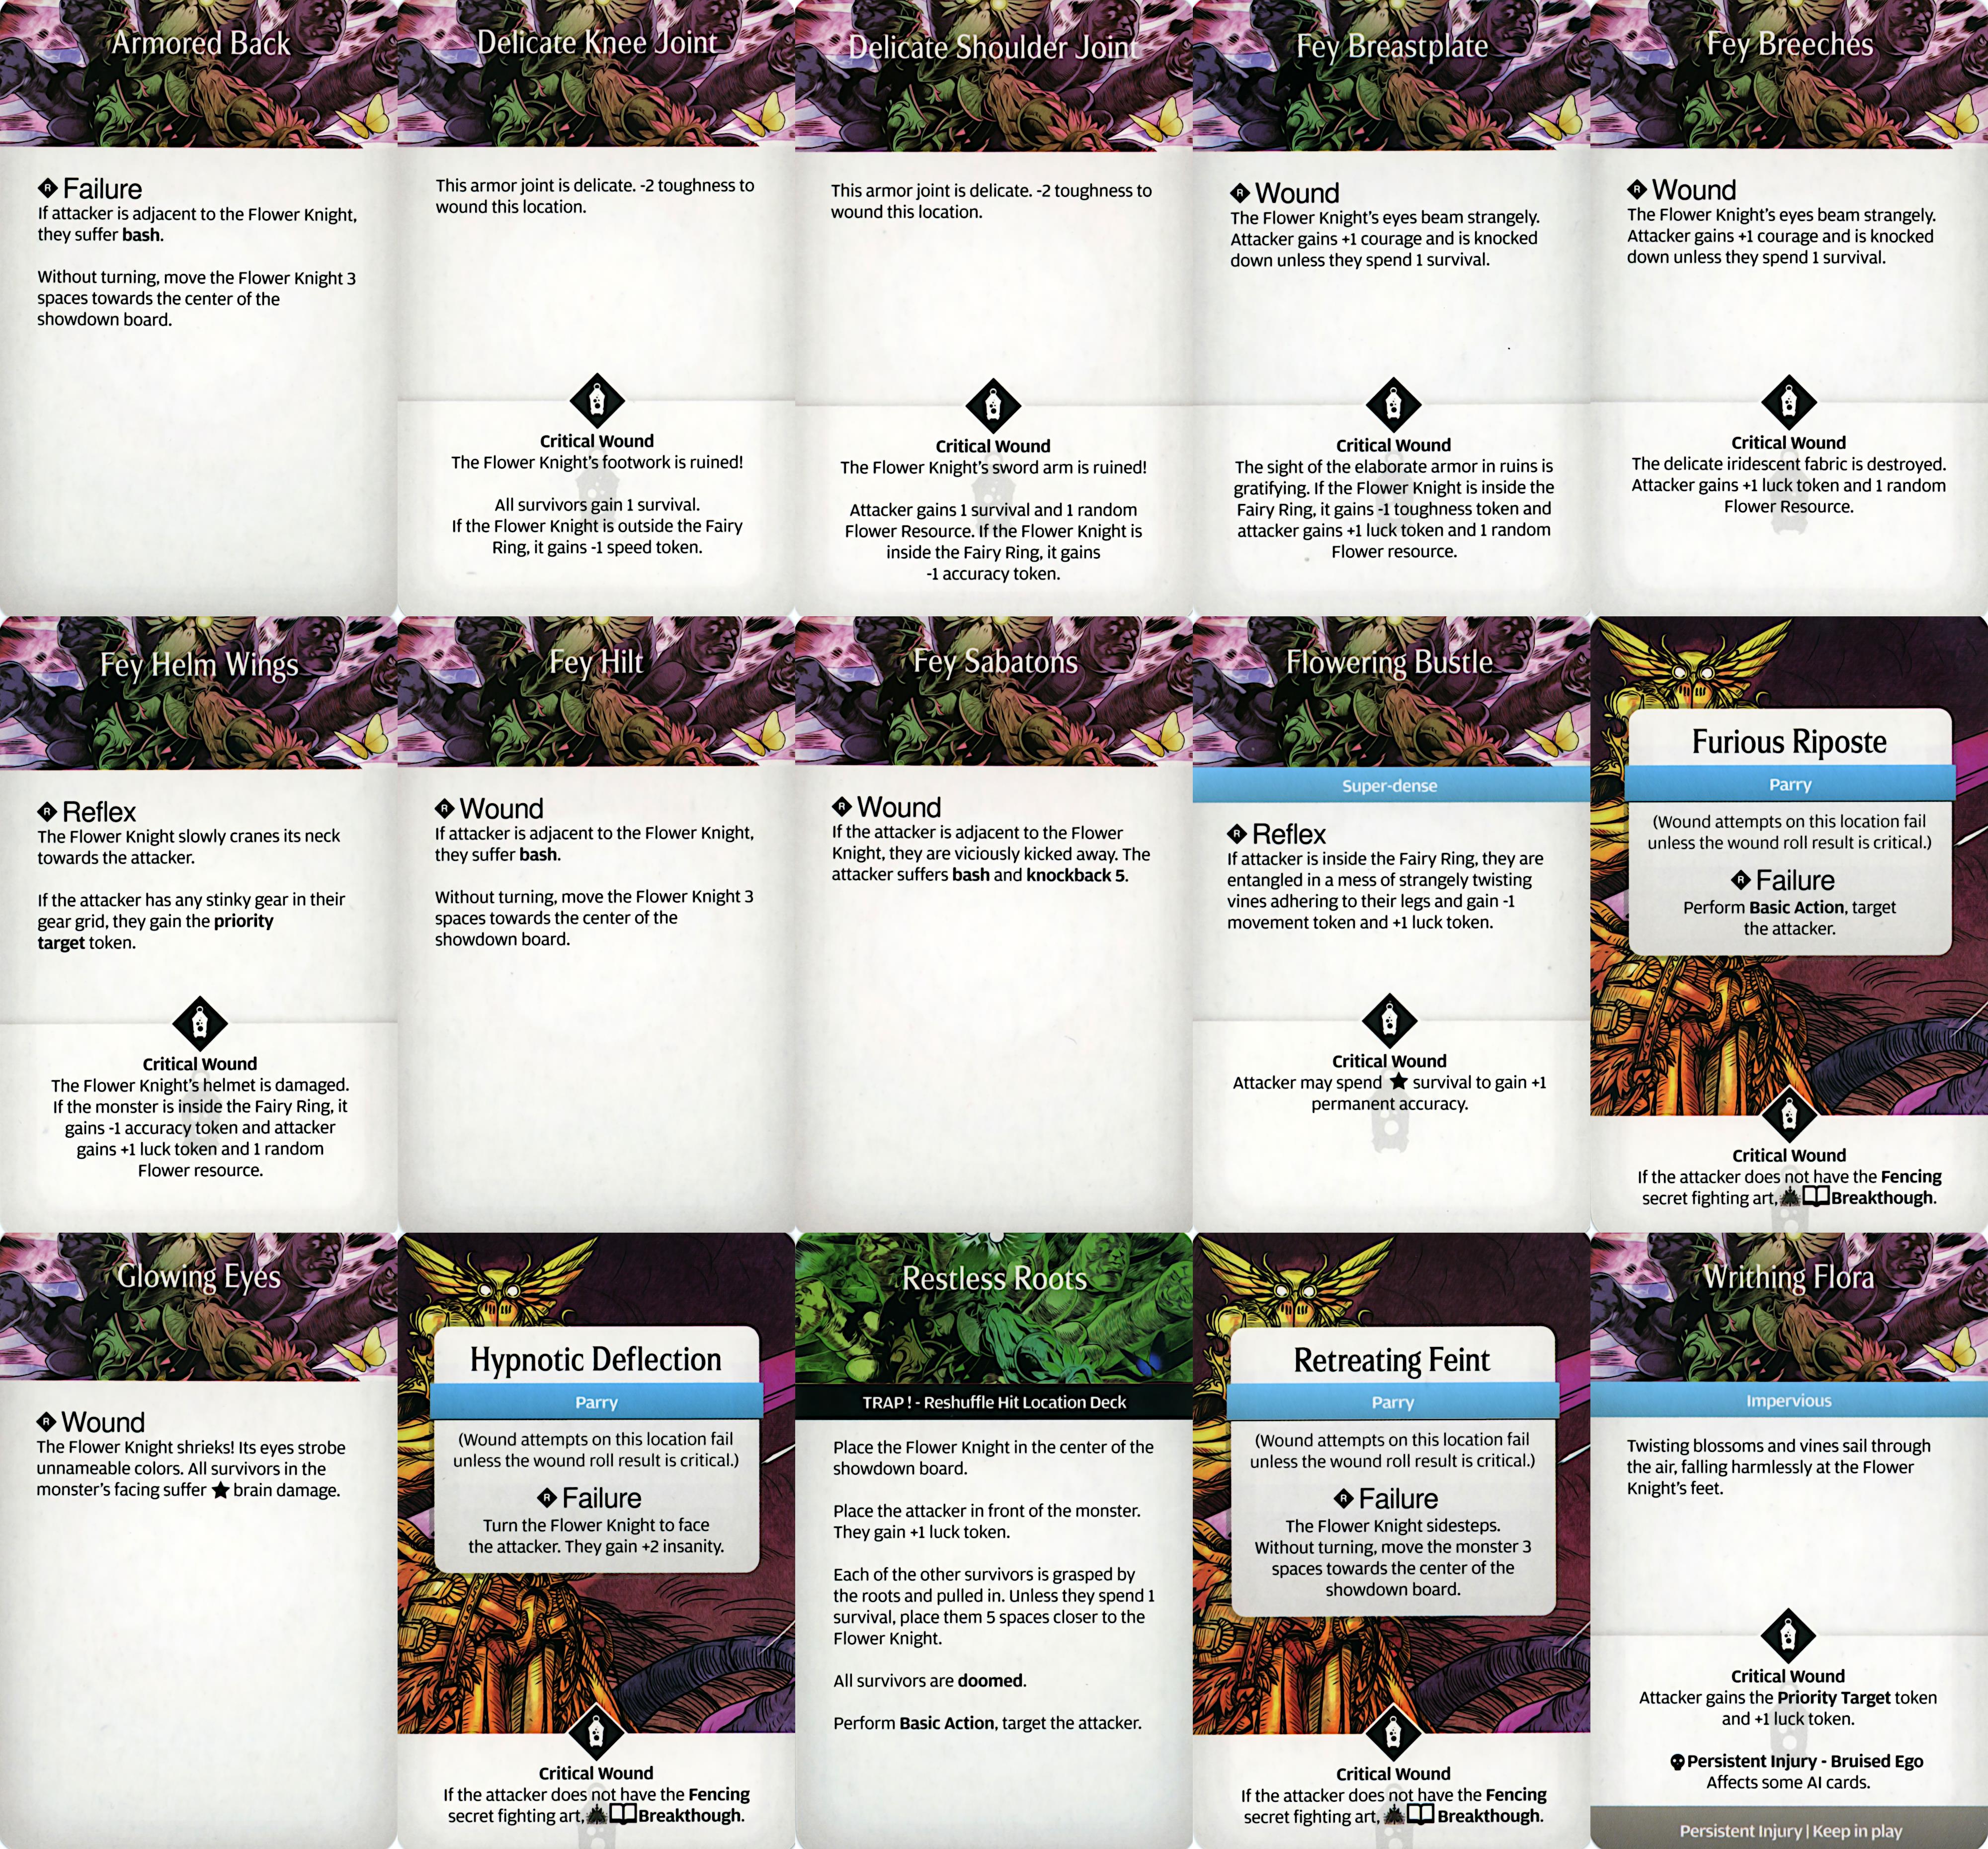 Armored Back
R Failure
If attacker is adjacent to the Flower Knight,
they suffer bash.
Without turning, move the Flower Knight 3
spaces towards the center of the
showdown board.
Delicate Knee Joint
This armor joint is delicate. -2 toughness to
wound this location.
Critical Wound
The Flower Knight's footwork is ruined!
All survivors gain 1 survival.
If the Flower Knight is outside the Fairy
Ring, it gains -1 speed token.
Delicate Shoulder Joint
This armor joint is delicate. -2 toughness to
wound this location.
Critical Wound
The Flower Knight's sword arm is ruined!
Attacker gains 1 survival and 1 random
Flower Resource. If the Flower Knight is
inside the Fairy Ring, it gains
-1 accuracy token.
Fey Breastplate
R Wound
The Flower Knight's eyes beam strangely.
Attacker gains +1 courage and is knocked
down unless they spend 1 survival.
Critical Wound
The sight of the elaborate armor in ruins is
gratifying. If the Flower Knight is inside the
Fairy Ring, it gains -1 toughness token and
attacker gains +1 luck token and 1 random
Flower resource.
Fey Breeches
R Wound
The Flower Knight's eyes beam strangely.
Attacker gains +1 courage and is knocked
down unless they spend 1 survival.
Critical Wound
The delicate iridescent fabric is destroyed.
Attacker gains +1 luck token and 1 random
Flower Resource.
Fey Helm Wings
R Reflex
The Flower Knight slowly cranes its neck
towards the attacker.
If the attacker has any stinky gear in their
gear grid, they gain the priority
target token.
Critical Wound
The Flower Knight's helmet is damaged.
If the monster is inside the Fairy Ring, it
gains -1 accuracy token and attacker
gains +1 luck token and 1 random
Flower resource.
Fey Hilt
R Wound
If attacker is adjacent to the Flower Knight,
they suffer bash.
Without turning, move the Flower Knight 3
spaces towards the center of the
showdown board.
Fey Sabatons
R Wound
If the attacker is adjacent to the Flower
Knight, they are viciously kicked away. The
attacker suffers bash and knockback 5.
Flowering Bustle
Super-dense
R Reflex
If attacker is inside the Fairy Ring, they are
entangled in a mess of strangely twisting
vines adhering to their legs and gain -1
movement token and +1 luck token.
Critical Wound
Attacker may spend ★ survival to gain +1
permanent accuracy.
Furious Riposte
Parry
(Wound attempts on this location fail
unless the wound roll result is critical.)
R Failure
Perform Basic Action, target
the attacker.
Critical Wound
If the attacker does not have the Fencing
secret fighting art, Breakthough.
Glowing Eyes
R Wound
The Flower Knight shrieks! Its eyes strobe
unnameable colors. All survivors in the
monster's facing suffer ★ brain damage.
Hypnotic Deflection
Parry
(Wound attempts on this location fail
unless the wound roll result is critical.)
R Failure
Turn the Flower Knight to face
the attacker. They gain +2 insanity.
Critical Wound
If the attacker does not have the Fencing
secret fighting art, Breakthough.
Restless Roots
TRAP! - Reshuffle Hit Location Deck
Place the Flower Knight in the center of the
showdown board.
Place the attacker in front of the monster.
They gain +1 luck token.
Each of the other survivors is grasped by
the roots and pulled in. Unless they spend 1
survival, place them 5 spaces closer to the
Flower Knight.
All survivors are doomed.
Perform Basic Action, target the attacker.
Retreating Feint
Parry
(Wound attempts on this location fail
unless the wound roll result is critical.)
R Failure
The Flower Knight sidesteps.
Without turning, move the monster 3
spaces towards the center of the
showdown board.
Critical Wound
If the attacker does not have the Fencing
secret fighting art, Breakthough.
Writhing Flora
Impervious
Twisting blossoms and vines sail through
the air, falling harmlessly at the Flower
Knight's feet.
Critical Wound
Attacker gains the Priority Target token
and +1 luck token.
Persistent Injury - Bruised Ego
Affects some AI cards.
Persistent Injury | Keep in play